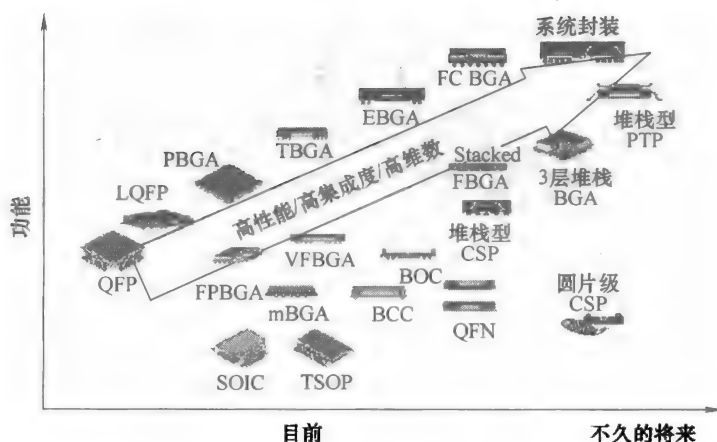 系统封装
FC BGA
EBGA
堆栈型
PTP
TBGA
PBGA
Stacked
FBGA
3层堆栈
BGA
LQFP
高性能/高集成度/高维数
功能
堆栈型
CSP
QFP
VFBGA
BOC
FPBGA
mBGA
BCC
QFN
圆片级
CSP
SOIC
TSOP
目前
不久的将来